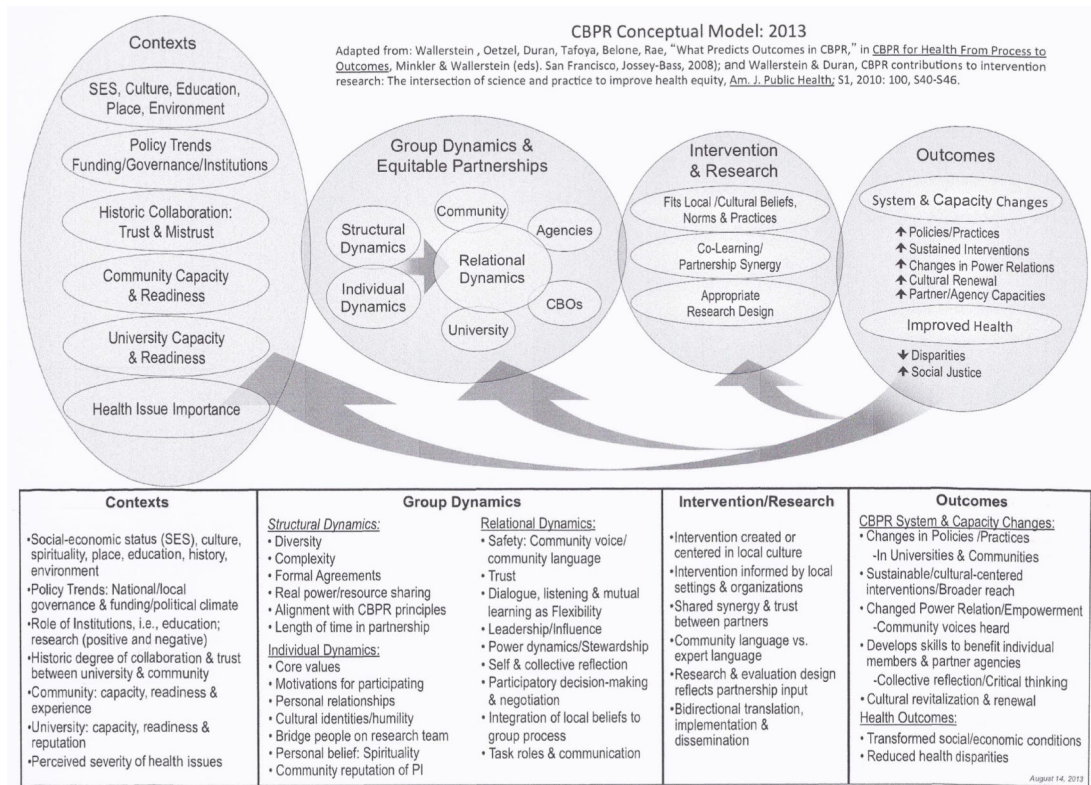 CBPR Conceptual Model: 2013
Adapted from: Wallerstein , Oetzel, Duran, Tafoya, Belone, Rae, "What Predicts Outcomes in CBPR," in CBPR for Health From Process to
Outcomes, Minkler & Wallerstein (eds). San Francisco, Jossey-Bass, 2008); and Wallerstein & Duran, CBPR contributions to intervention
research: The intersection of science and practice to improve health equity, Am. J. Public Health; S1, 2010: 100, S40-S46.
Contexts
SES, Culture, Education,
Place, Environment
Policy Trends
Funding/Governance/Institutions
Historic Collaboration:
Trust & Mistrust
Community Capacity
& Readiness
University Capacity
& Readiness
Health Issue Importance
Group Dynamics &
Equitable Partnerships
Structural
Dynamics
Individual
Dynamics
Community
Agencies
Relational
Dynamics
CBOs
University
Intervention
& Research
Fits Local /Cultural Beliefs,
Norms & Practices
Co-Learning/
Partnership Synergy
Appropriate
Research Design
Outcomes
System & Capacity Changes
Policies/Practices
Sustained Interventions
Changes in Power Relations
Cultural Renewal
Partner/Agency Capacities
Improved Health
Disparities
Social Justice
Contexts
•Social-economic status (SES), culture,
spirituality, place, education, history,
environment
•Policy Trends: National/local
governance & funding/political climate
•Role of Institutions, i.e., education;
research (positive and negative)
•Historic degree of collaboration & trust
between university & community
•Community: capacity, readiness &
experience
•University: capacity, readiness &
reputation
•Perceived severity of health issues
Group Dynamics
Structural Dynamics:
• Diversity
• Complexity
• Formal Agreements
• Real power/resource sharing
• Alignment with CBPR principles
• Length of time in partnership
Individual Dynamics:
• Core values
• Motivations for participating
• Personal relationships
• Cultural identities/humility
• Bridge people on research team
• Personal belief: Spirituality
• Community reputation of PI
Relational Dynamics:
• Safety: Community voice/
community language
• Trust
• Dialogue, listening & mutual
learning as Flexibility
• Leadership/Influence
• Power dynamics/Stewardship
• Self & collective reflection
• Participatory decision-making
& negotiation
• Integration of local beliefs to
group process
• Task roles & communication
Intervention/Research
•Intervention created or
centered in local culture
•Intervention informed by local
settings & organizations
•Shared synergy & trust
between partners
•Community language vs.
expert language
•Research & evaluation design
reflects partnership input
•Bidirectional translation,
implementation &
dissemination
Outcomes
CBPR System & Capacity Changes:
• Changes in Policies /Practices
-In Universities & Communities
• Sustainable/cultural-centered
interventions/Broader reach
• Changed Power Relation/Empowerment
-Community voices heard
• Develops skills to benefit individual
members & partner agencies
-Collective reflection/Critical thinking
• Cultural revitalization & renewal
Health Outcomes:
• Transformed social/economic conditions
• Reduced health disparities
August 14, 2013